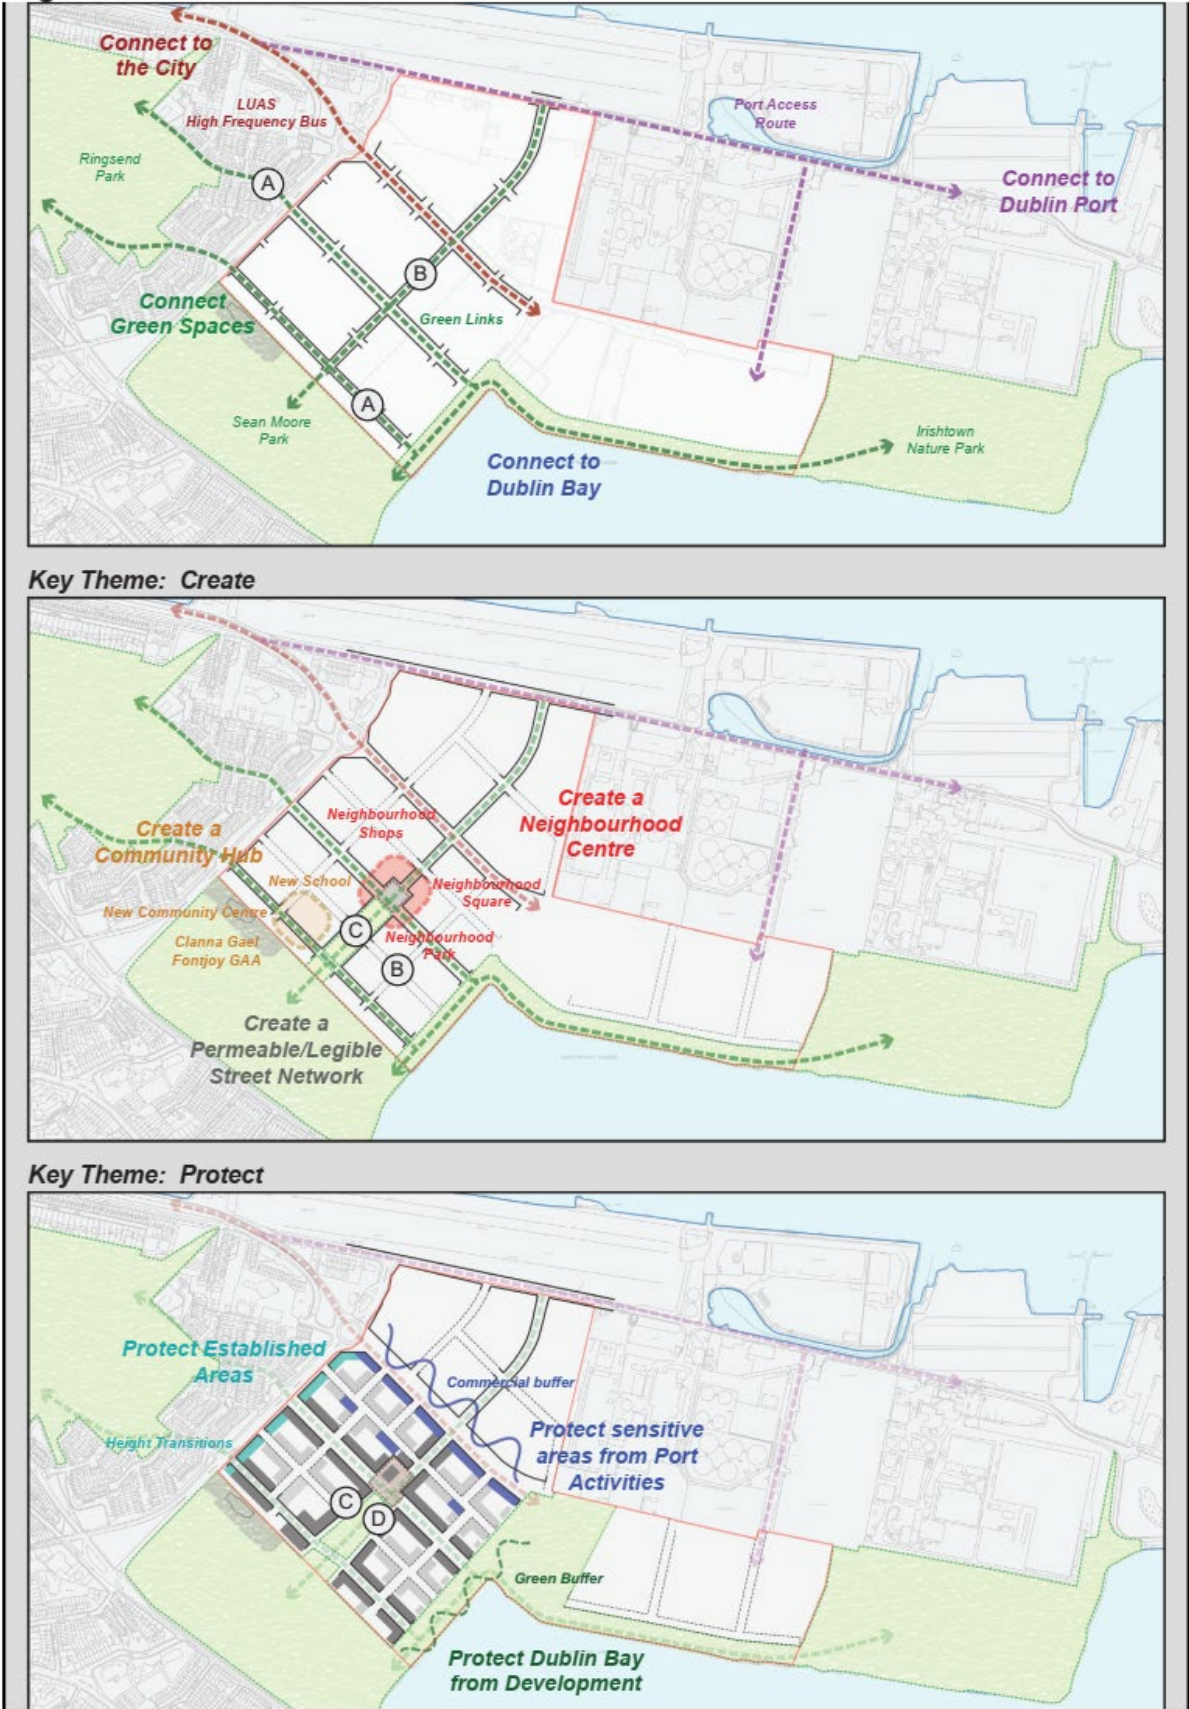 Connect to
the City
LUAS
High Frequency Bus
Port Access
Route
Ringsend
Park
A
Connect to
Dublin Port
B
Connect
Green Spaces
Green Links
A
Sean Moore
Park
Irishtown
Nature Park
Connect to
Dublin Bay
Key Theme: Create
Create a
Neighbourhood
Centre
Neighbourhood
Shops
Create a
Community Hub
New School
Neighbourhood
Square
New Community Centre
C
Neighbourhood
Park
Clanna Gael
Fontjoy GAA
B
Create a
Permeable/Legible
Street Network
Key Theme: Protect
Protect Established
Areas
Commercial buffer
Height Transitions
Protect sensitive
areas from Port
Activities
C
D
Green Buffer
Protect Dublin Bay
from Development